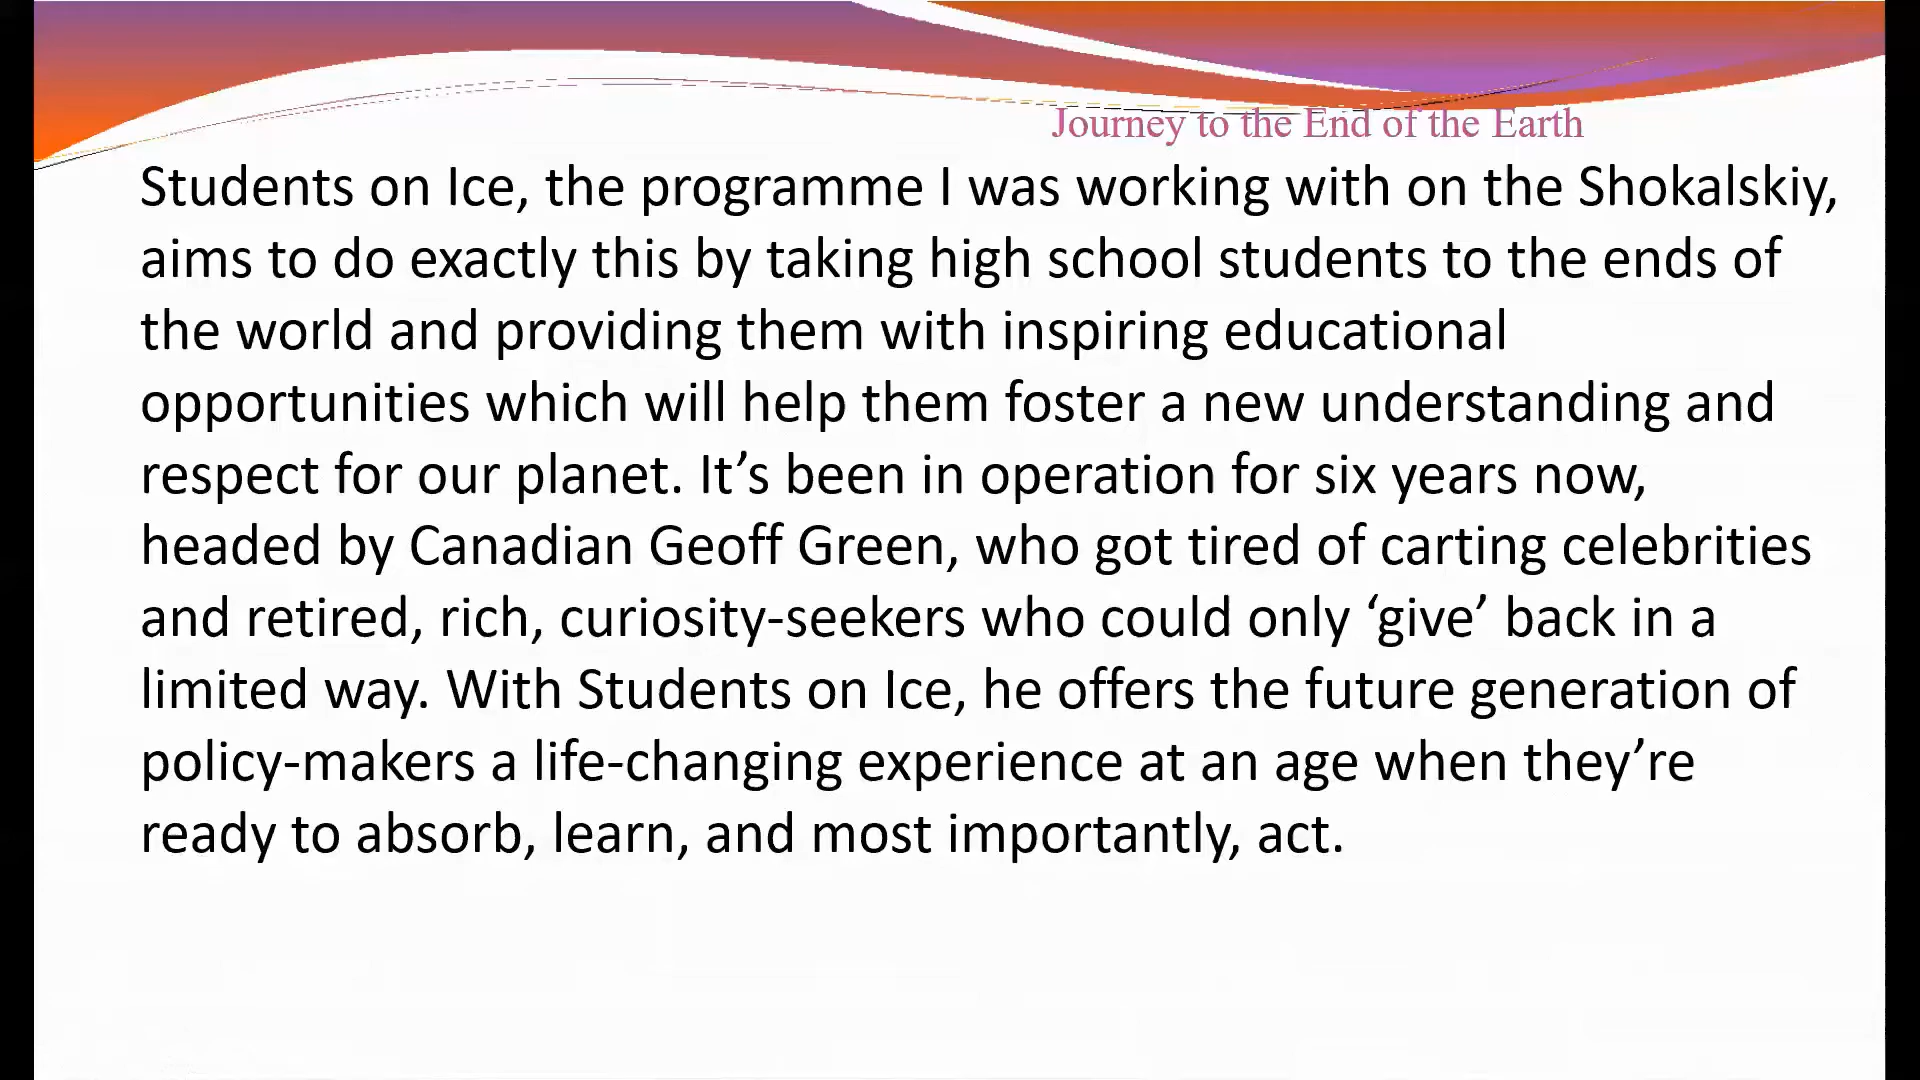 Journey to the End of the Earth
Students on Ice, the programme I was working with on the Shokalskiy,
aims to do exactly this by taking high school students to the ends of
the world and providing them with inspiring educational
opportunities which will help them foster a new understanding and
respect for our planet. It’s been in operation for six years now,
headed by Canadian Geoff Green, who got tired of carting celebrities
and retired, rich, curiosity-seekers who could only ‘give’ back in a
limited way. With Students on Ice, he offers the future generation of
policy-makers a life-changing experience at an age when they’re
ready to absorb, learn, and most importantly, act.